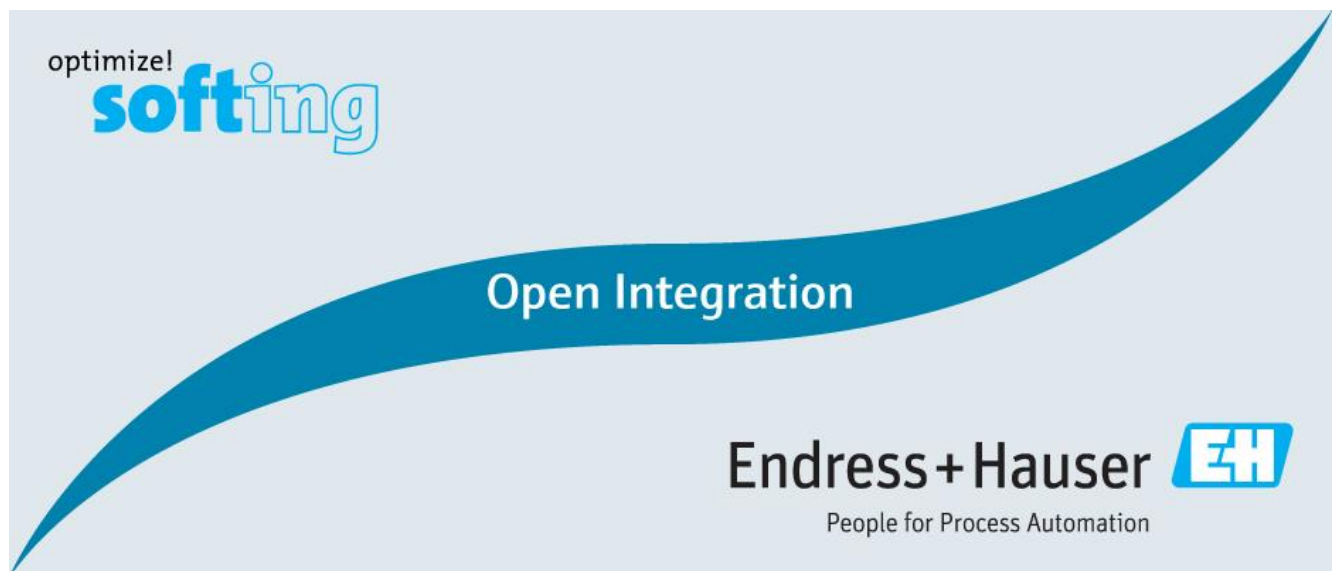 optimize!
softing
Open Integration
Endress+Hauser EH
People for Process Automation